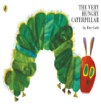 THE VERY
HUNGRY
CATERPILLAR
by Eric Carle